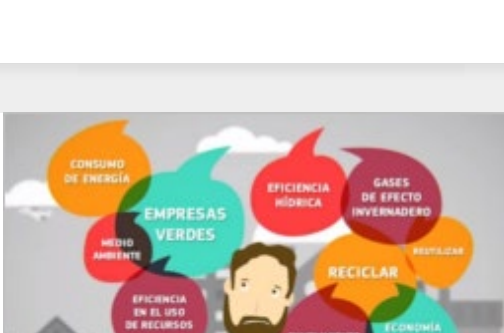 CONSUMO
DE ENERGÍA
EMPRESAS
VERDES
EFICIENCIA
HÍDRICA
GASES
DE EFECTO
INVERNADERO
MEDIO
AMBIENTE
REUTILIZAR
RECICLAR
EFICIENCIA
EN EL USO
DE RECURSOS
ECONOMÍA